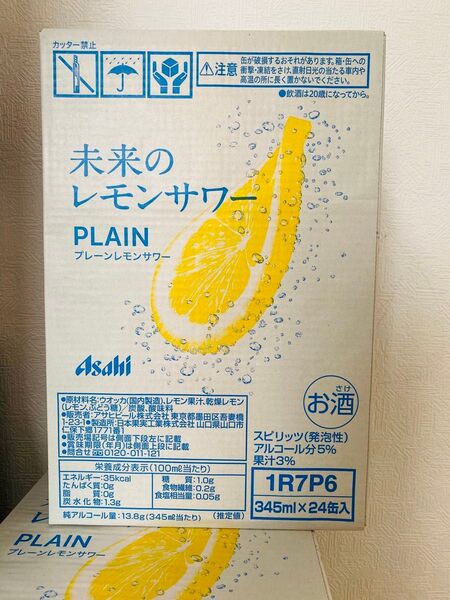 カッター禁止
⚠注意
缶が破損するおそれがあります。箱・缶への
衝撃・凍結をさけ、直射日光の当たる車内や
高温の所に長く置かないでください。
●飲酒は20歳になってから。
未来の
レモンサワー
PLAIN
プレーンレモンサワー
Asahi
●原材料名:ウオッカ(国内製造)、レモン果汁、乾燥レモン
(レモン、ぶどう糖)/炭酸、酸味料
●販売者:アサヒビール株式会社 東京都墨田区吾妻橋
1-23-1●製造所:日本果実工業株式会社 山口県山口市
仁保下郷1771番1
●販売場記号は側面下段左に記載
●賞味期限(年月)は側面上段に記載
●問合せ 0120-011-121
栄養成分表示(100ml当たり)
エネルギー:35kcal 糖質:1.0g
たんぱく質:0g 食物繊維:0.2g
脂質:0g 食塩相当量:0.05g
炭水化物:1.3g
純アルコール量:13.8g(345ml当たり) (推定値)
さけ
お酒
スピリッツ(発泡性)
アルコール分5%
果汁3%
1R7P6
345ml×24缶入
PLAIN
プレーンレモンサワー